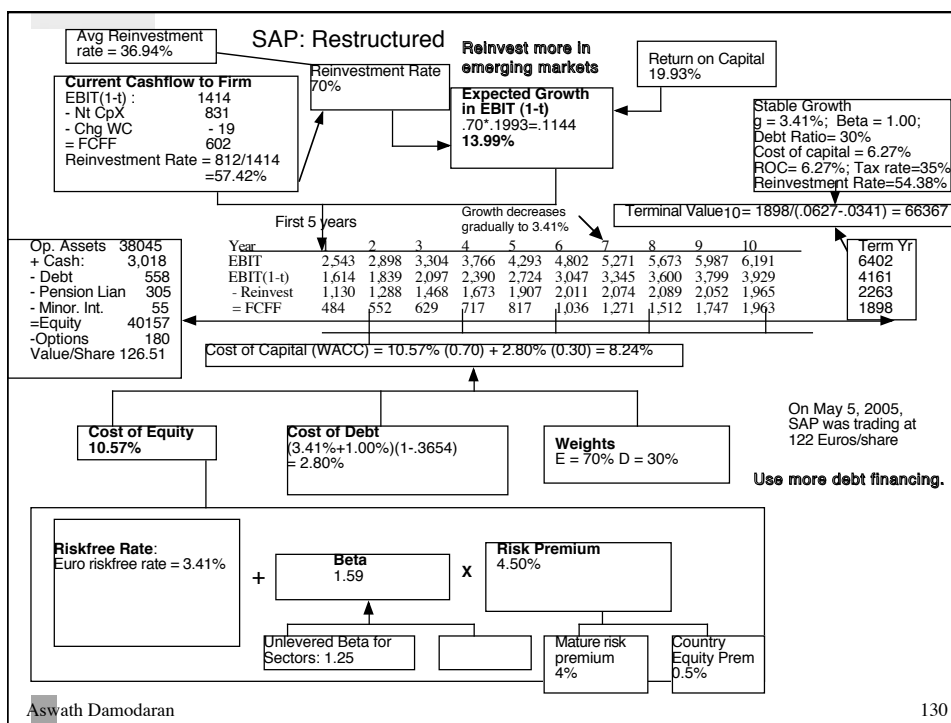 SAP: Restructured
Avg Reinvestment
rate = 36.94%
Reinvestment Rate
70%
Reinvest more in
emerging markets
Return on Capital
19.93%
Current Cashflow to Firm
EBIT(1-t) : 1414
- Nt CpX 831
- Chg WC - 19
= FCFF 602
Reinvestment Rate = 812/1414
=57.42%
Expected Growth
in EBIT (1-t)
.70*.1993=.1144
13.99%
Stable Growth
g = 3.41%; Beta = 1.00;
Debt Ratio= 30%
Cost of capital = 6.27%
ROC= 6.27%; Tax rate=35%
Reinvestment Rate=54.38%
First 5 years
Growth decreases
gradually to 3.41%
Terminal Value10= 1898/(.0627-.0341) = 66367
Op. Assets 38045
+ Cash: 3,018
- Debt 558
- Pension Lian 305
- Minor. Int. 55
=Equity 40157
-Options 180
Value/Share 126.51
Year 1 2 3 4 5 6 7 8 9 10
EBIT 2,543 2,898 3,304 3,766 4,293 4,802 5,271 5,673 5,987 6,191
EBIT(1-t) 1,614 1,839 2,097 2,390 2,724 3,047 3,345 3,600 3,799 3,929
- Reinvest 1,130 1,288 1,468 1,673 1,907 2,011 2,074 2,089 2,052 1,965
= FCFF 484 552 629 717 817 1,036 1,271 1,512 1,747 1,963
Term Yr
6402
4161
2263
1898
Cost of Capital (WACC) = 10.57% (0.70) + 2.80% (0.30) = 8.24%
Cost of Equity
10.57%
Cost of Debt
(3.41%+1.00%)(1-.3654)
= 2.80%
Weights
E = 70% D = 30%
On May 5, 2005,
SAP was trading at
122 Euros/share
Use more debt financing.
Riskfree Rate:
Euro riskfree rate = 3.41%
+
Beta
1.59
X
Risk Premium
4.50%
Unlevered Beta for
Sectors: 1.25
Mature risk
premium
4%
Country
Equity Prem
0.5%
Aswath Damodaran
130